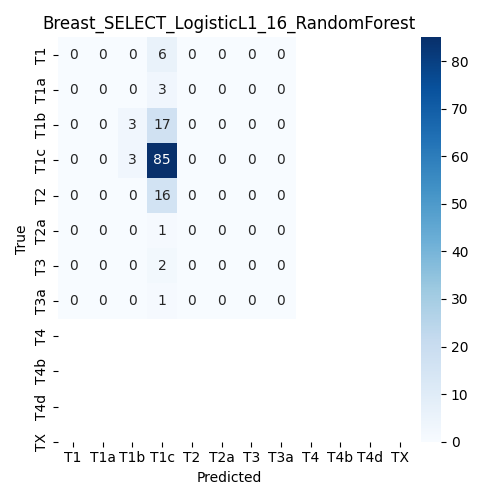 Breast_SELECT_LogisticL1_16_RandomForest
T1 0 0 0 6 0 0 0 0
T1a 0 0 0 3 0 0 0 0
T1b 0 0 3 17 0 0 0 0
T1c 0 0 3 85 0 0 0 0
T2 0 0 0 16 0 0 0 0
T2a 0 0 0 1 0 0 0 0
T3 0 0 0 2 0 0 0 0
T3a 0 0 0 1 0 0 0 0
T4
T4b
T4d
TX
True
T1 T1a T1b T1c T2 T2a T3 T3a T4 T4b T4d TX
Predicted
80
70
60
50
40
30
20
10
0